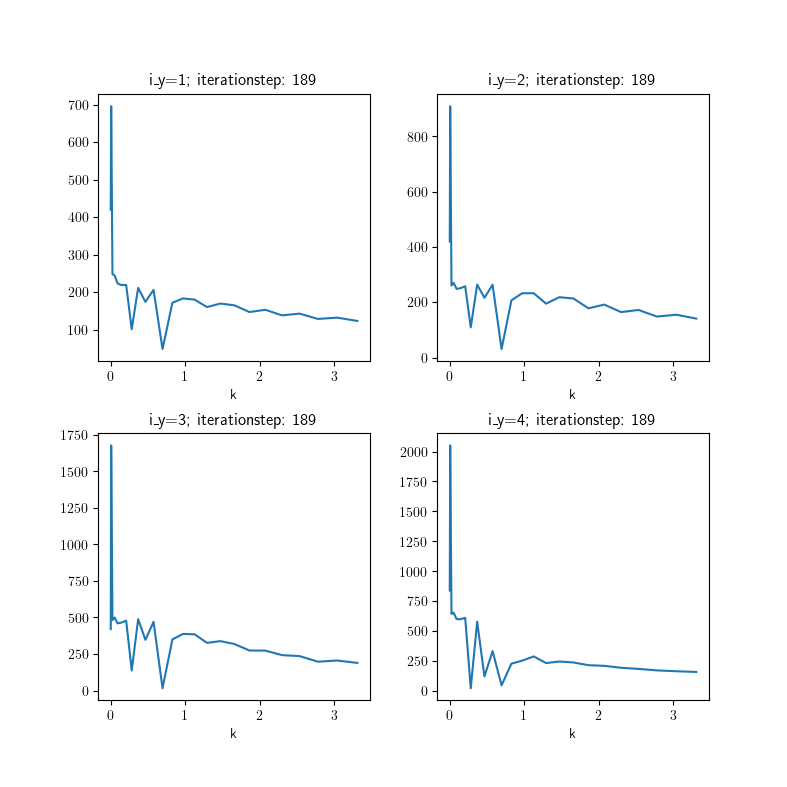 i_y=1; iterationstep: 189
700
600
500
400
300
200
100
0 1 2 3
k
i_y=2; iterationstep: 189
800
600
400
200
0
0 1 2 3
k
i_y=3; iterationstep: 189
1750
1500
1250
1000
750
500
250
0
0 1 2 3
k
i_y=4; iterationstep: 189
2000
1750
1500
1250
1000
750
500
250
0
0 1 2 3
k